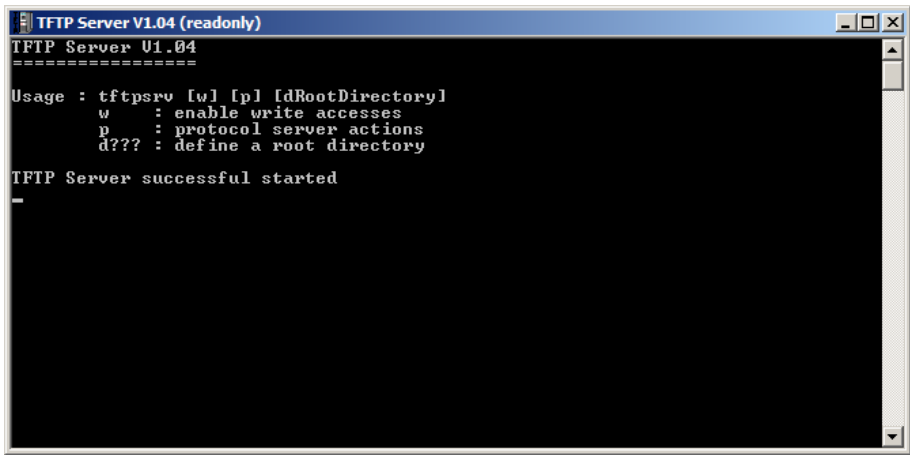 TFTP Server V1.04 (readonly)
TFTP Server V1.04
=================
Usage : tftpsrv [w] [p] [dRootDirectory]
w    : enable write accesses
p    : protocol server actions
d??? : define a root directory
TFTP Server successful started